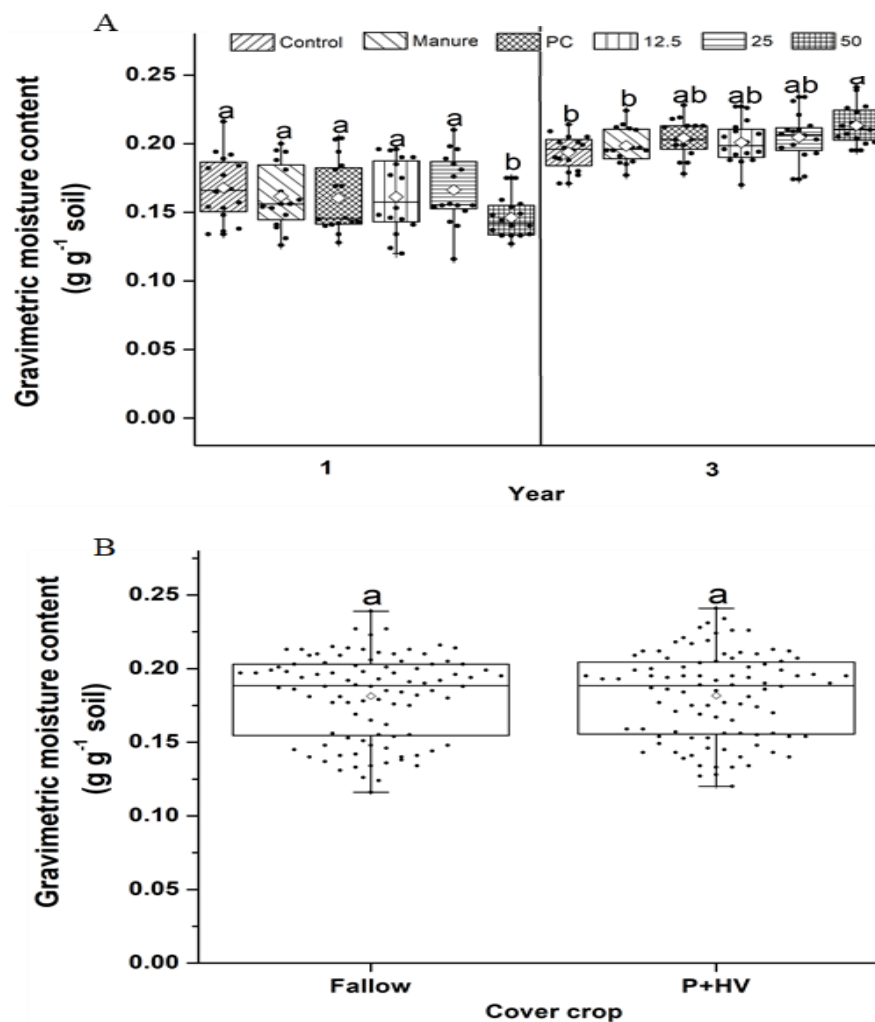 A
Control Manure PC 12.5 25 50
Gravimetric moisture content
(g g-1 soil)
0.25
0.20
0.15
0.10
0.05
0.00
a a a a a b
b b ab ab ab a
1 3
Year
B
Gravimetric moisture content
(g g-1 soil)
0.25
0.20
0.15
0.10
0.05
0.00
a a
Fallow P+HV
Cover crop